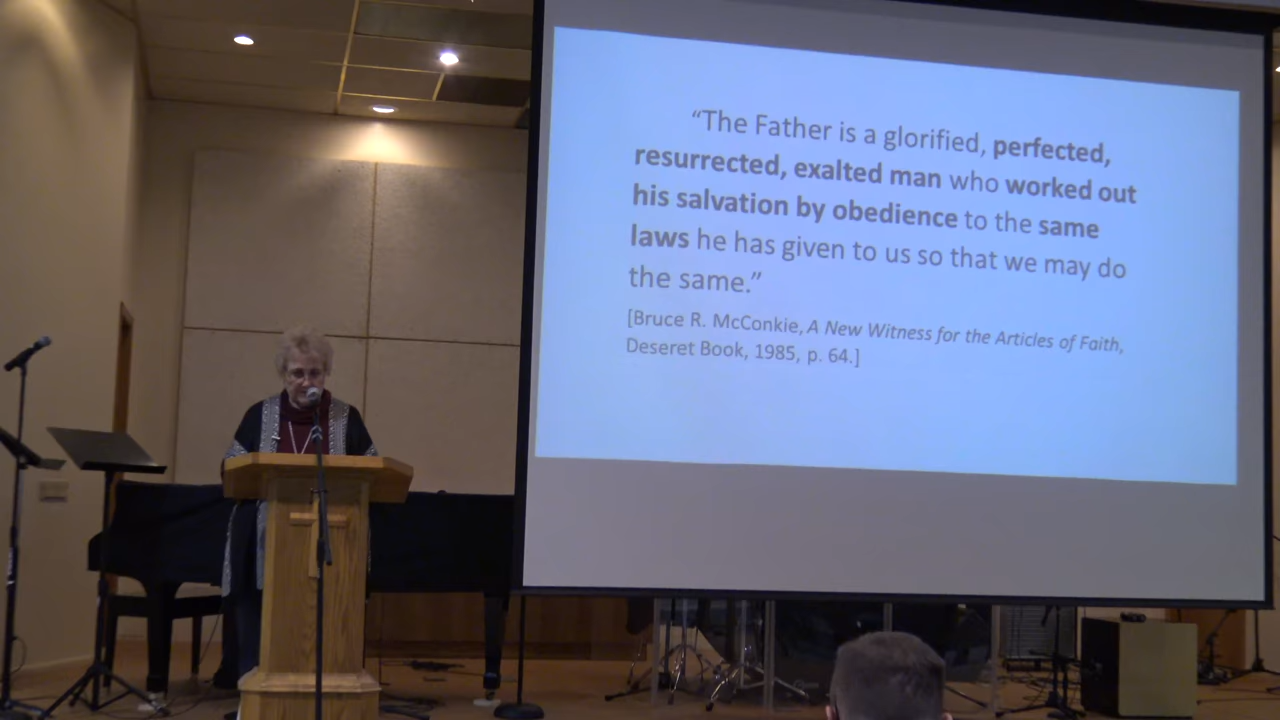 “The Father is a glorified, perfected,
resurrected, exalted man who worked out
his salvation by obedience to the same
laws he has given to us so that we may do
the same.”
[Bruce R. McConkie, A New Witness for the Articles of Faith,
Deseret Book, 1985, p. 64.]